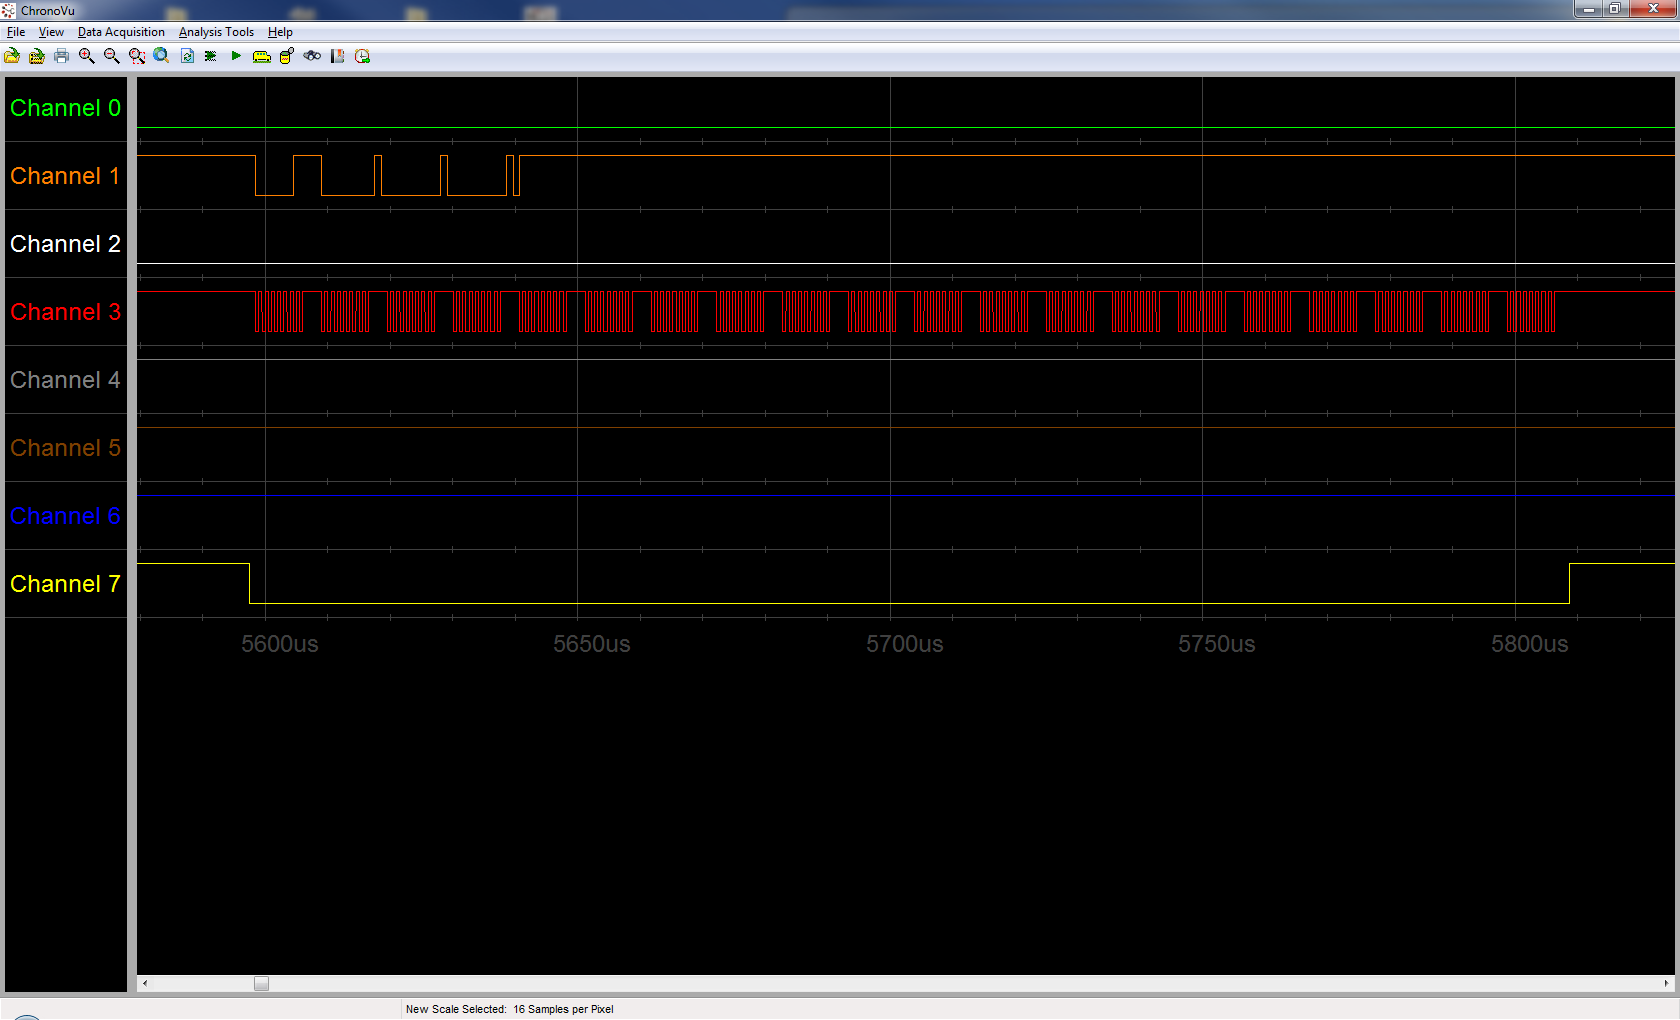 ChronoVu
File View Data Acquisition Analysis Tools Help
Channel 0
Channel 1
Channel 2
Channel 3
Channel 4
Channel 5
Channel 6
Channel 7
5600us 5650us 5700us 5750us 5800us
New Scale Selected: 16 Samples per Pixel